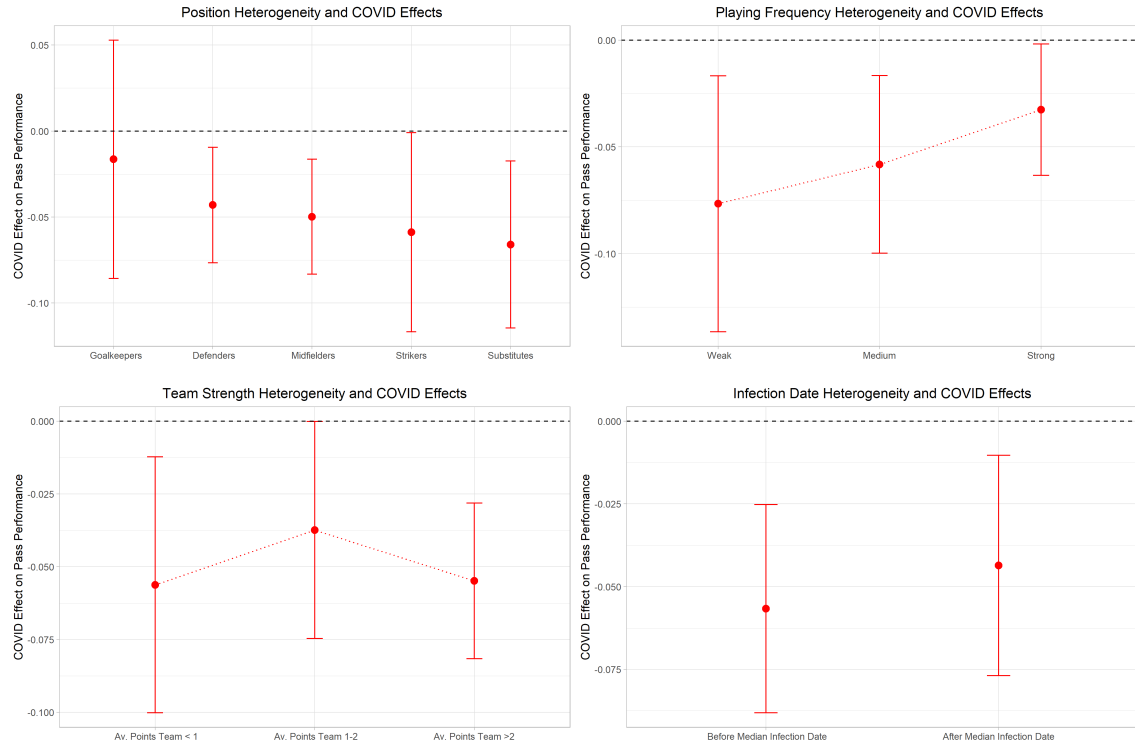 Position Heterogeneity and COVID Effects
COVID Effect on Pass Performance
0.05
0.00
-0.05
-0.10
Goalkeepers Defenders Midfielders Strikers Substitutes
Playing Frequency Heterogeneity and COVID Effects
COVID Effect on Pass Performance
0.00
-0.05
-0.10
Weak Medium Strong
Team Strength Heterogeneity and COVID Effects
COVID Effect on Pass Performance
0.000
-0.025
-0.050
-0.075
-0.100
Av. Points Team < 1 Av. Points Team 1-2 Av. Points Team >2
Infection Date Heterogeneity and COVID Effects
COVID Effect on Pass Performance
0.000
-0.025
-0.050
-0.075
Before Median Infection Date After Median Infection Date